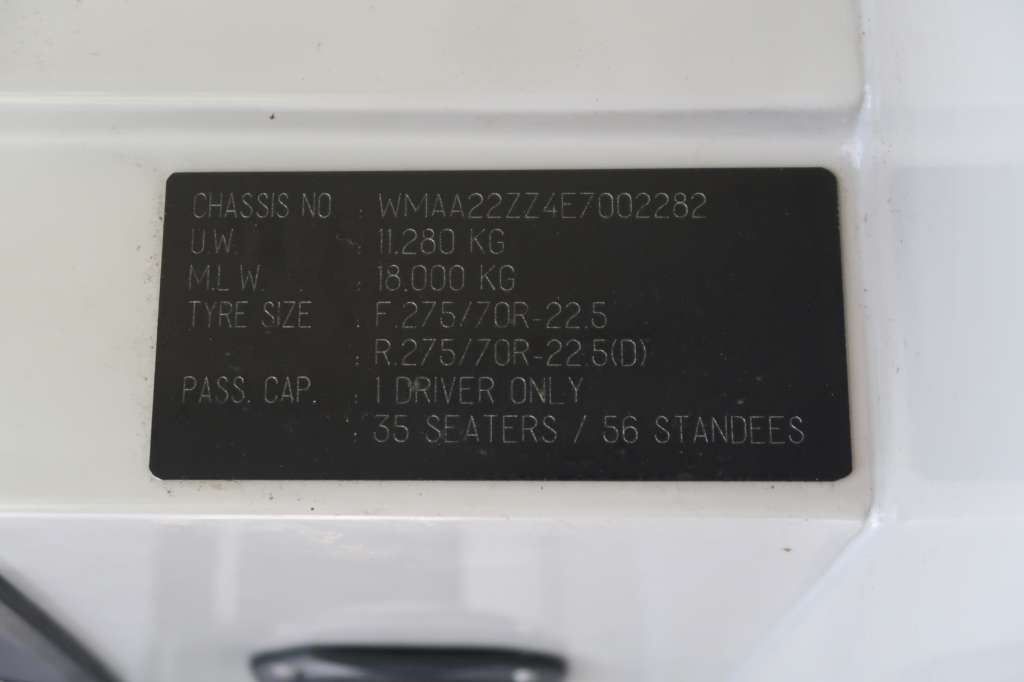 CHASSIS NO : WMAA22ZZ4E7002282
U.W. : 11.280 KG
M.L.W. : 18.000 KG
TYRE SIZE : F.275/70R-22.5
: R.275/70R-22.5(D)
PASS. CAP. : 1 DRIVER ONLY
: 35 SEATERS / 56 STANDEES